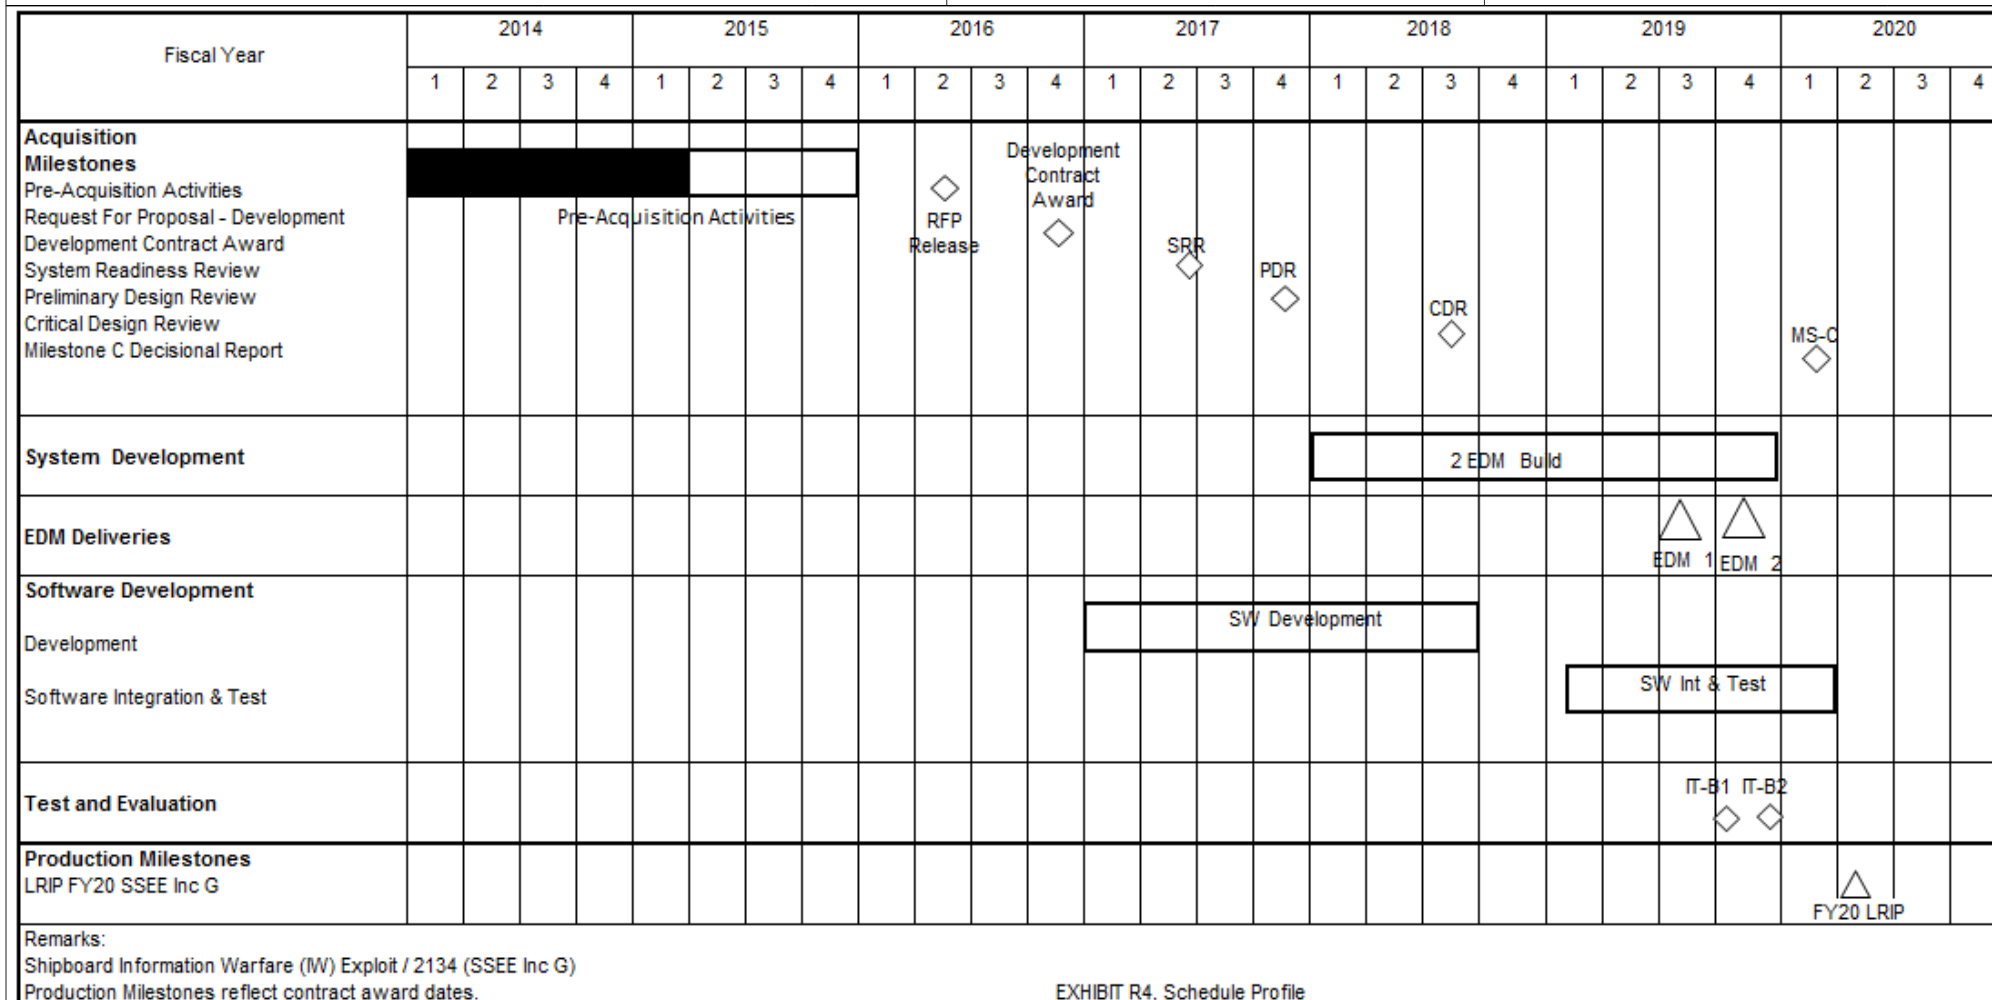 Fiscal Year
2014 2015 2016 2017 2018 2019 2020
1 2 3 4 1 2 3 4 1 2 3 4 1 2 3 4 1 2 3 4 1 2 3 4 1 2 3 4
Acquisition
Milestones
Pre-Acquisition Activities
Request For Proposal - Development
Development Contract Award
System Readiness Review
Preliminary Design Review
Critical Design Review
Milestone C Decisional Report
Pre-Acquisition Activities
RFP
Release
Development
Contract
Award
SRR
PDR
CDR
MS-C
System Development
2 EDM Build
EDM Deliveries
EDM 1
EDM 2
Software Development
Development
SW Development
Software Integration & Test
SW Int & Test
Test and Evaluation
IT-B1 IT-B2
Production Milestones
LRIP FY20 SSEE Inc G
FY20 LRIP
Remarks:
Shipboard Information Warfare (IW) Exploit / 2134 (SSEE Inc G)
Production Milestones reflect contract award dates.
EXHIBIT R4, Schedule Profile